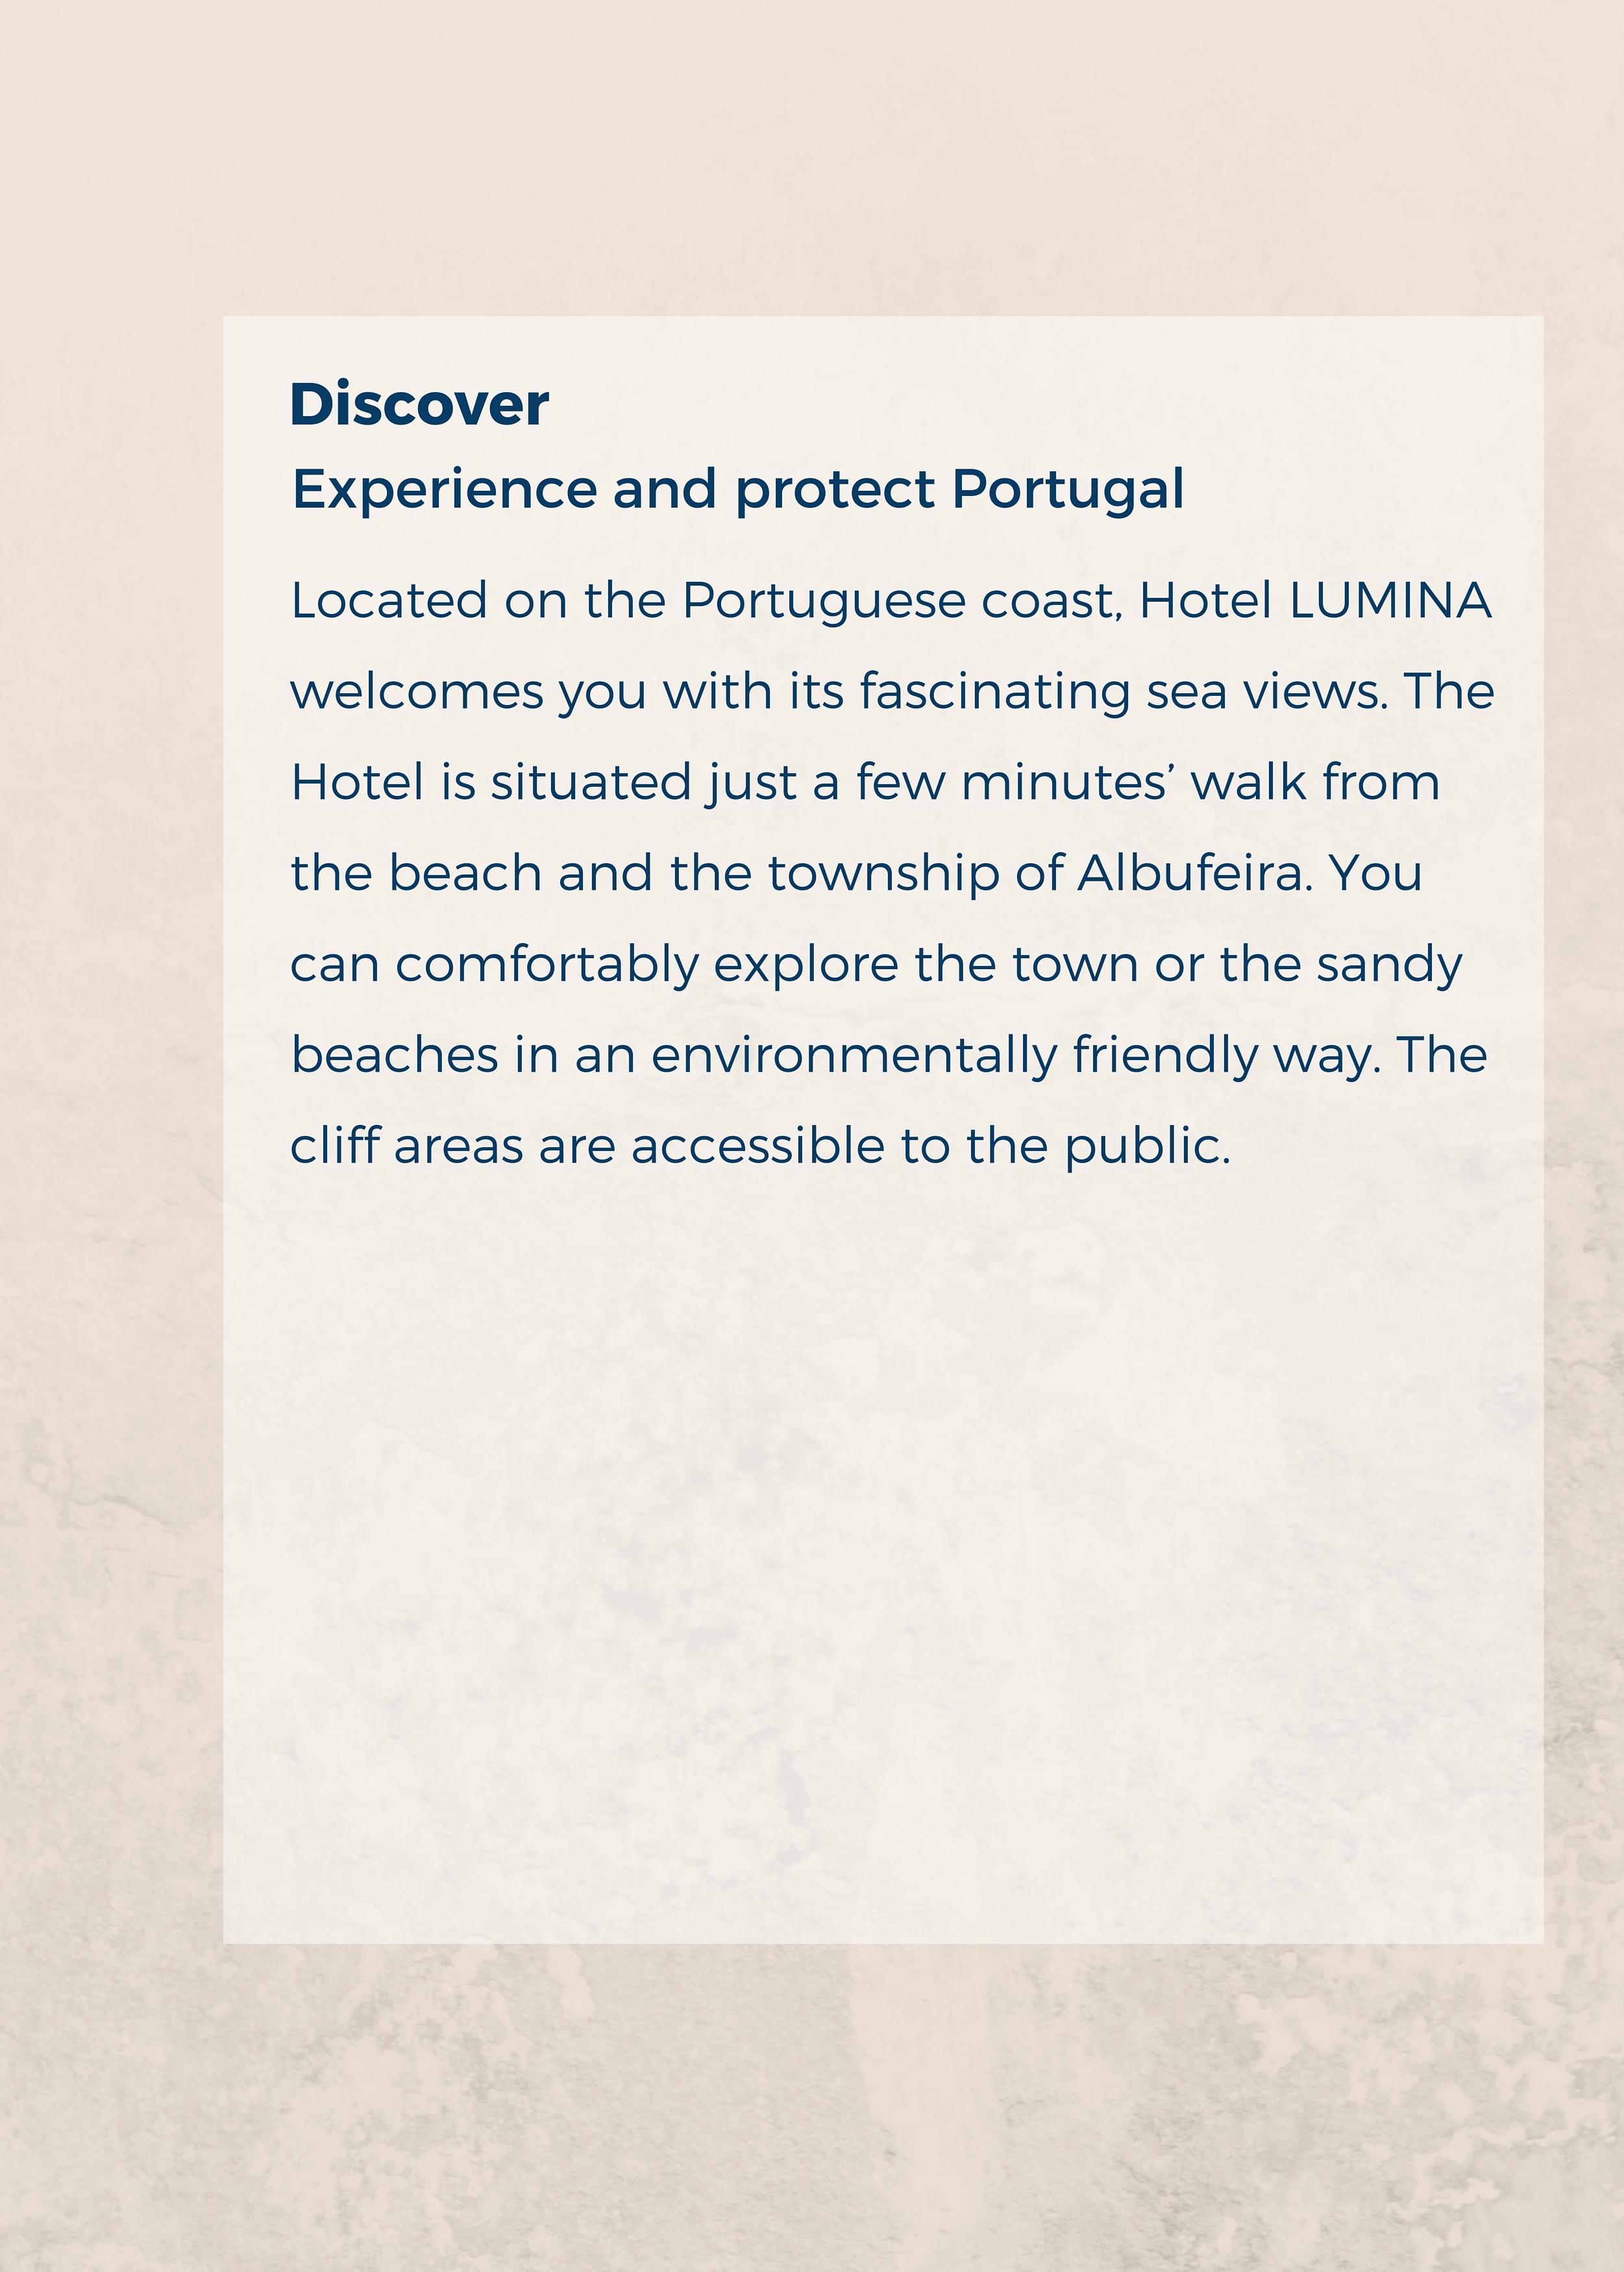 Discover
Experience and protect Portugal
Located on the Portuguese coast, Hotel LUMINA
welcomes you with its fascinating sea views. The
Hotel is situated just a few minutes’ walk from
the beach and the township of Albufeira. You
can comfortably explore the town or the sandy
beaches in an environmentally friendly way. The
cliff areas are accessible to the public.